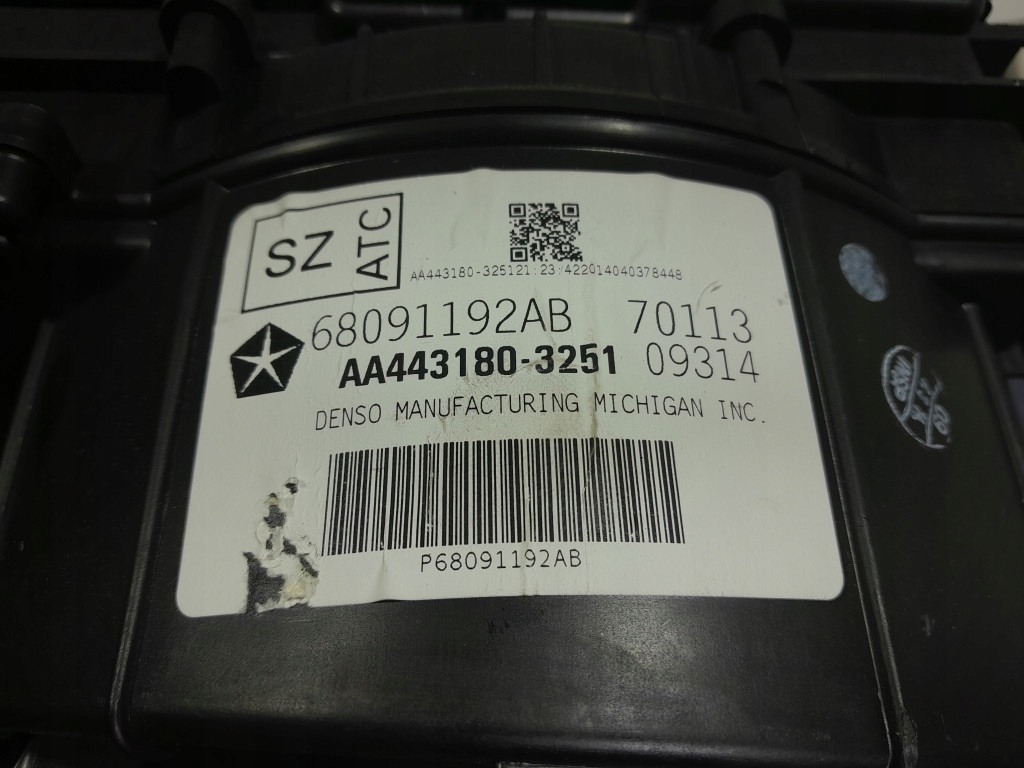 SZ ATC
AA443180-325121:23:422014040378448
68091192AB 70113
AA443180-3251 09314
DENSO MANUFACTURING MICHIGAN INC.
P68091192AB